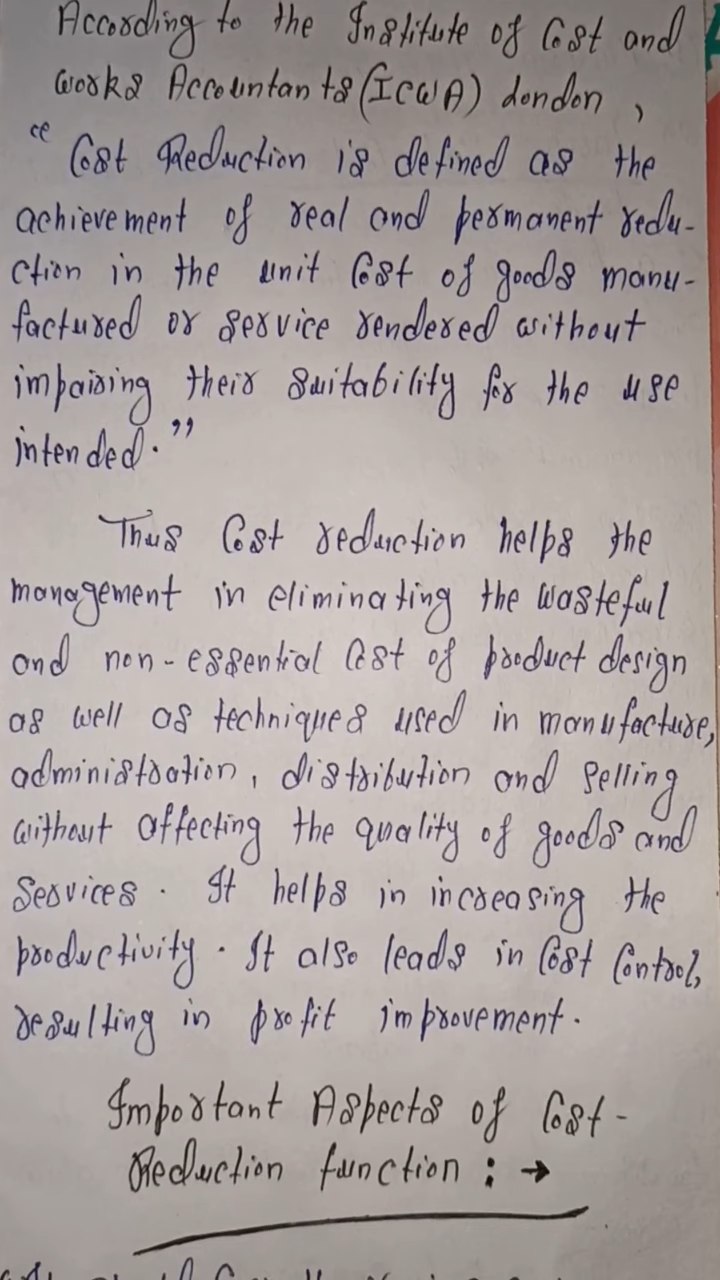 According to the Institute of Cost and
Works Accountants (ICWA) London,
“Cost Reduction is defined as the
achievement of real and permanent redu-
ction in the unit Cost of goods manu-
factured or service rendered without
impairing their suitability for the use
intended.”
Thus Cost reduction helps the
management in eliminating the wasteful
and non-essential Cost of product design
as well as techniques used in manufacture,
administration, distribution and selling
without affecting the quality of goods and
services. It helps in increasing the
productivity. It also leads in Cost Control,
resulting in profit improvement.
Important Aspects of Cost-
Reduction function : →